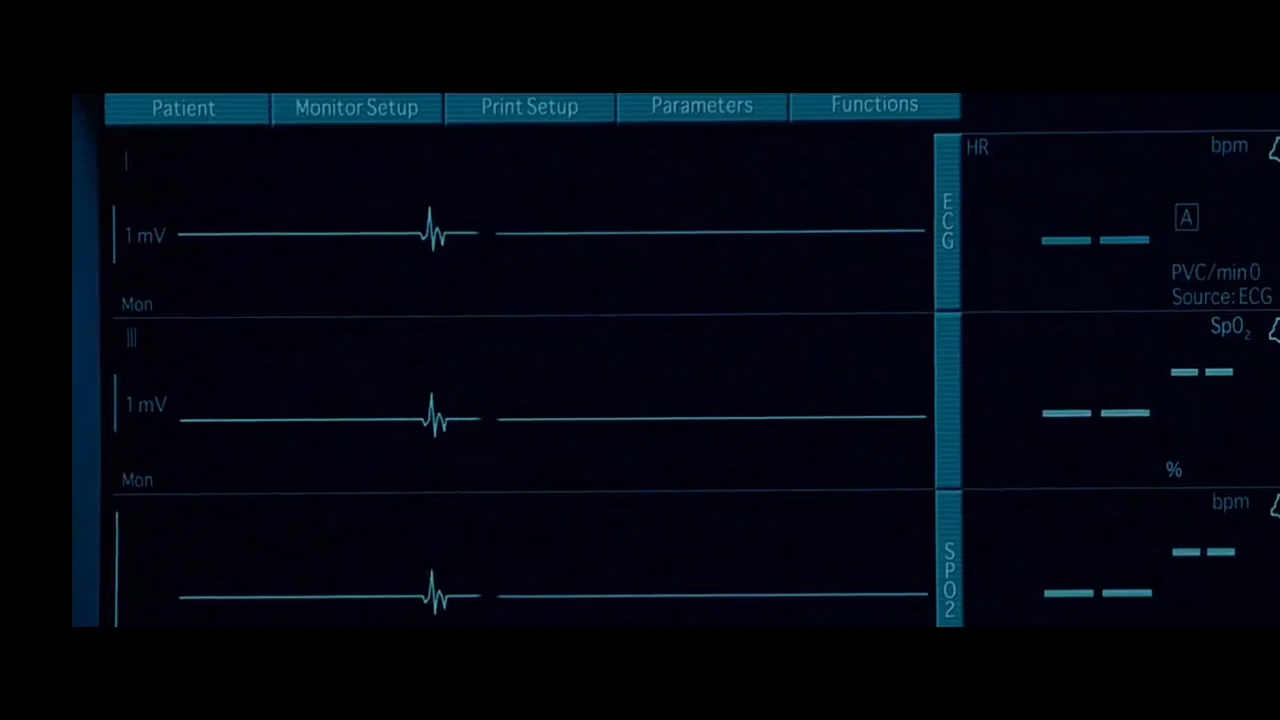 Patient Monitor Setup Print Setup Parameters Functions
I
HR bpm
ECG
A
1 mV
PVC/min 0
Source: ECG
Mon
III
SpO₂
-- --
1 mV
%
Mon
bpm
SPO2